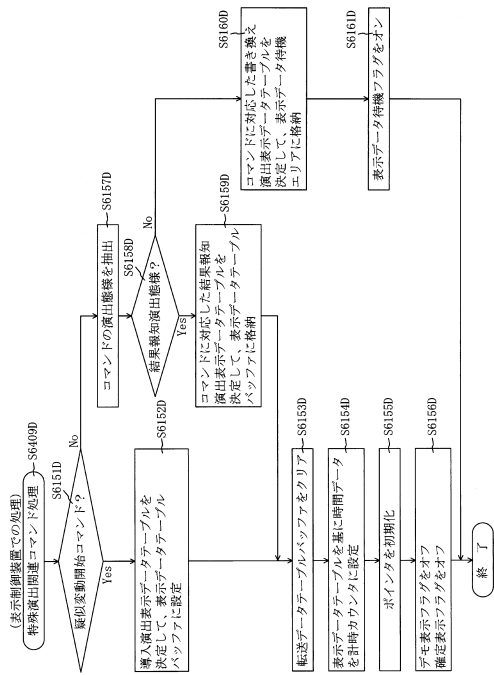 (表示制御装置での処理)
特殊演出関連コマンド処理
S6409D
疑似変動開始コマンド?
S6151D
No
Yes
導入演出表示データテーブルを
決定して、表示データテーブル
バッファに設定
S6152D
コマンドの演出態様を抽出
S6157D
結果報知演出態様?
S6158D
No
Yes
コマンドに対応した結果報知
演出表示データテーブルを
決定して、表示データテーブル
バッファに格納
S6159D
コマンドに対応した書き換え
演出表示データテーブルを
決定して、表示データ待機
エリアに格納
S6160D
表示データ待機フラグをオン
S6161D
転送データテーブルバッファをクリア
S6153D
表示データテーブルを基に時間データ
を計時カウンタに設定
S6154D
ポインタを初期化
S6155D
デモ表示フラグをオフ
確定表示フラグをオフ
S6156D
終 了